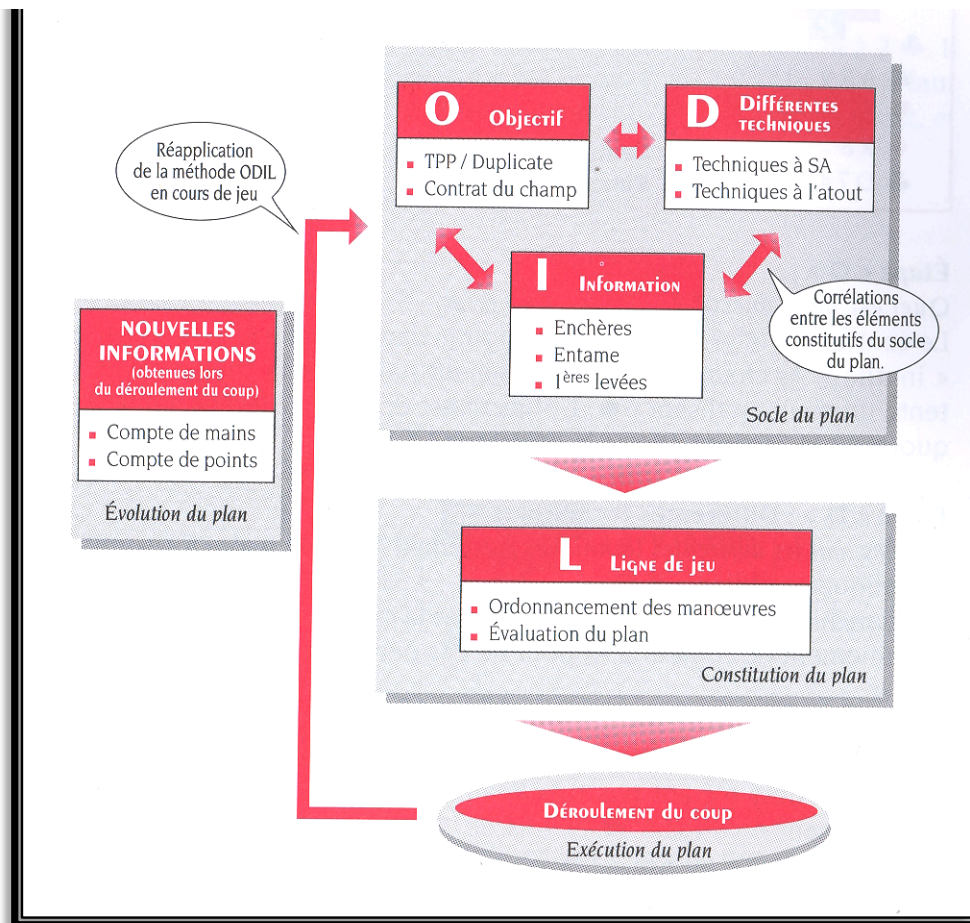 O Objectif
TPP / Duplicate
Contrat du champ
D Différentes
techniques
Techniques à SA
Techniques à l'atout
Réapplication
de la méthode ODIL
en cours de jeu
I Information
Enchères
Entame
1ères levées
Corrélations
entre les éléments
constitutifs du socle
du plan.
Socle du plan
NOUVELLES
INFORMATIONS
(obtenues lors
du déroulement du coup)
Compte de mains
Compte de points
Évolution du plan
L Ligne de jeu
Ordonnancement des manœuvres
Évaluation du plan
Constitution du plan
Déroulement du coup
Exécution du plan